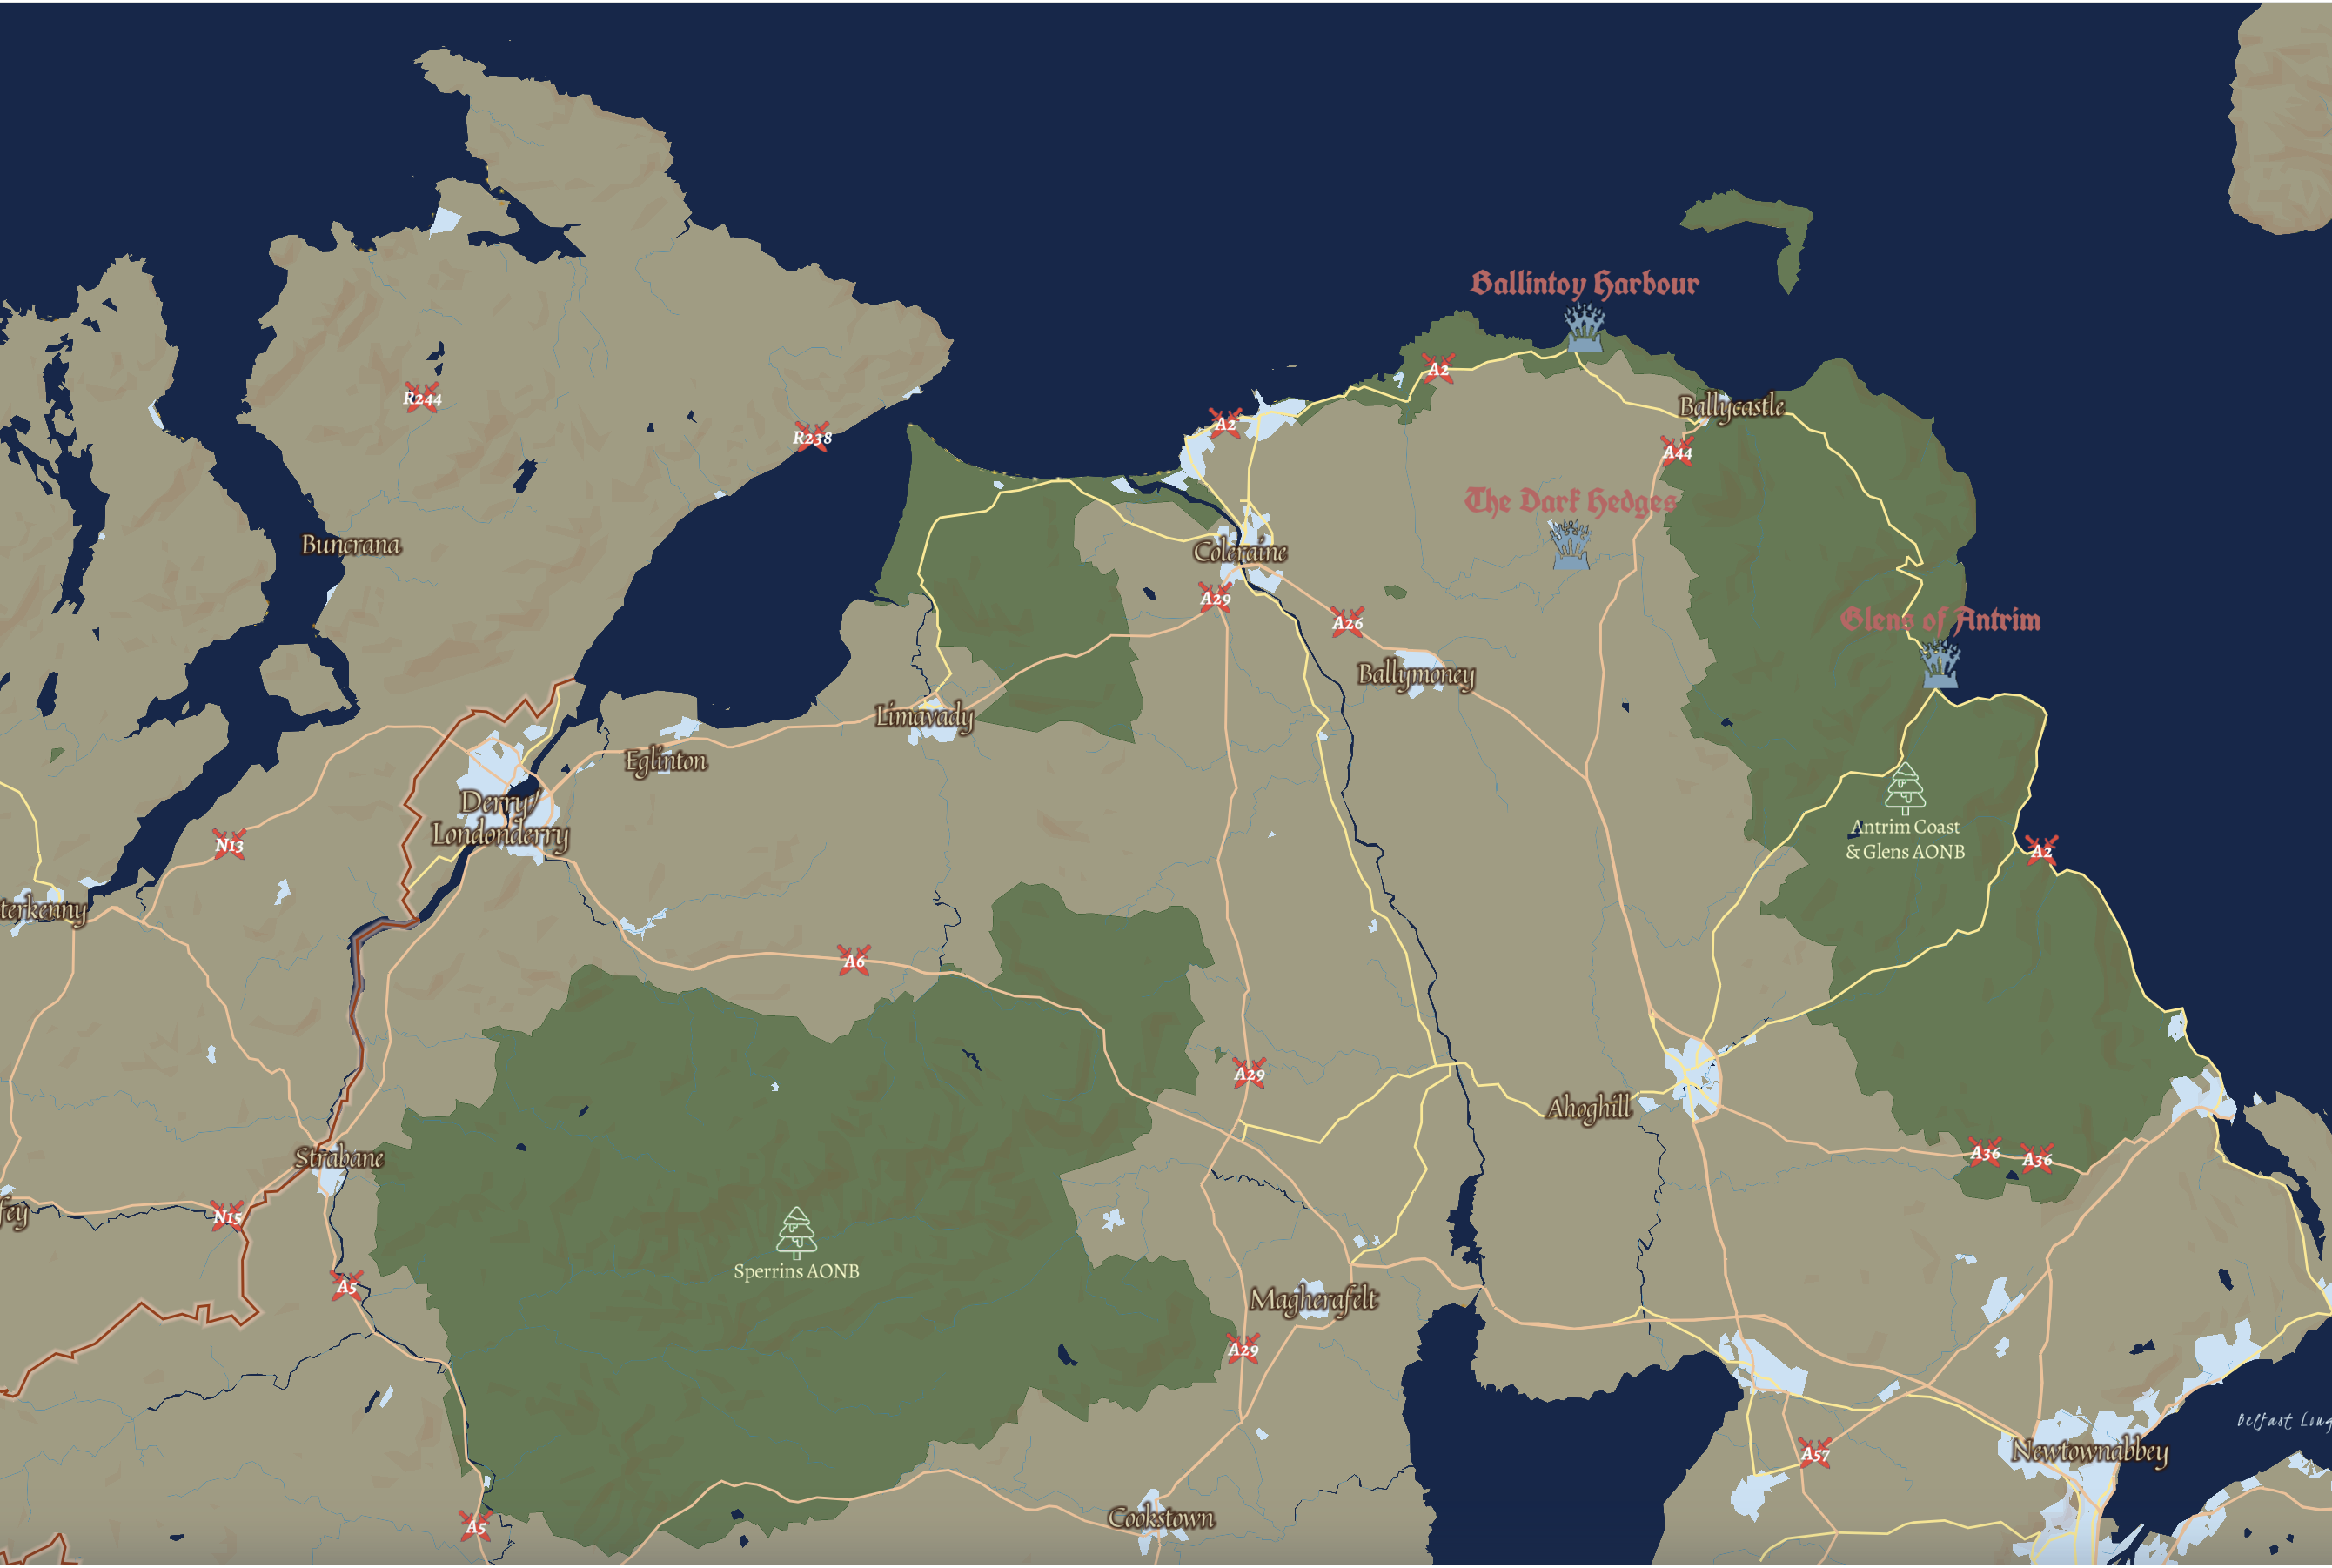 Ballintoy Harbour
A2
R244
Ballycastle
A2
R238
A44
The Dark Hedges
Buncrana
Coleraine
A29
A26
Glens of Antrim
Ballymoney
Limavady
Eglinton
Derry/
Londonderry
N13
Antrim Coast
& Glens AONB
A2
terkenny
A6
A29
Ahoghill
Strabane
A36
A36
fey
N15
Sperrins AONB
A5
Magherafelt
A29
Belfast Loug
Newtownabbey
A57
Cookstown
A5